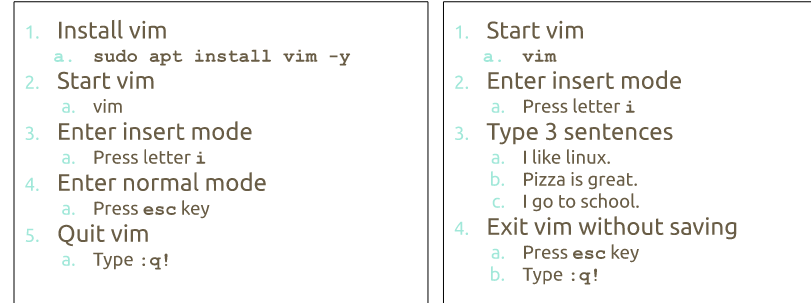 1. Install vim
a. sudo apt install vim -y
2. Start vim
a. vim
3. Enter insert mode
a. Press letter i
4. Enter normal mode
a. Press esc key
5. Quit vim
a. Type :q!
1. Start vim
a. vim
2. Enter insert mode
a. Press letter i
3. Type 3 sentences
a. I like linux.
b. Pizza is great.
c. I go to school.
4. Exit vim without saving
a. Press esc key
b. Type :q!